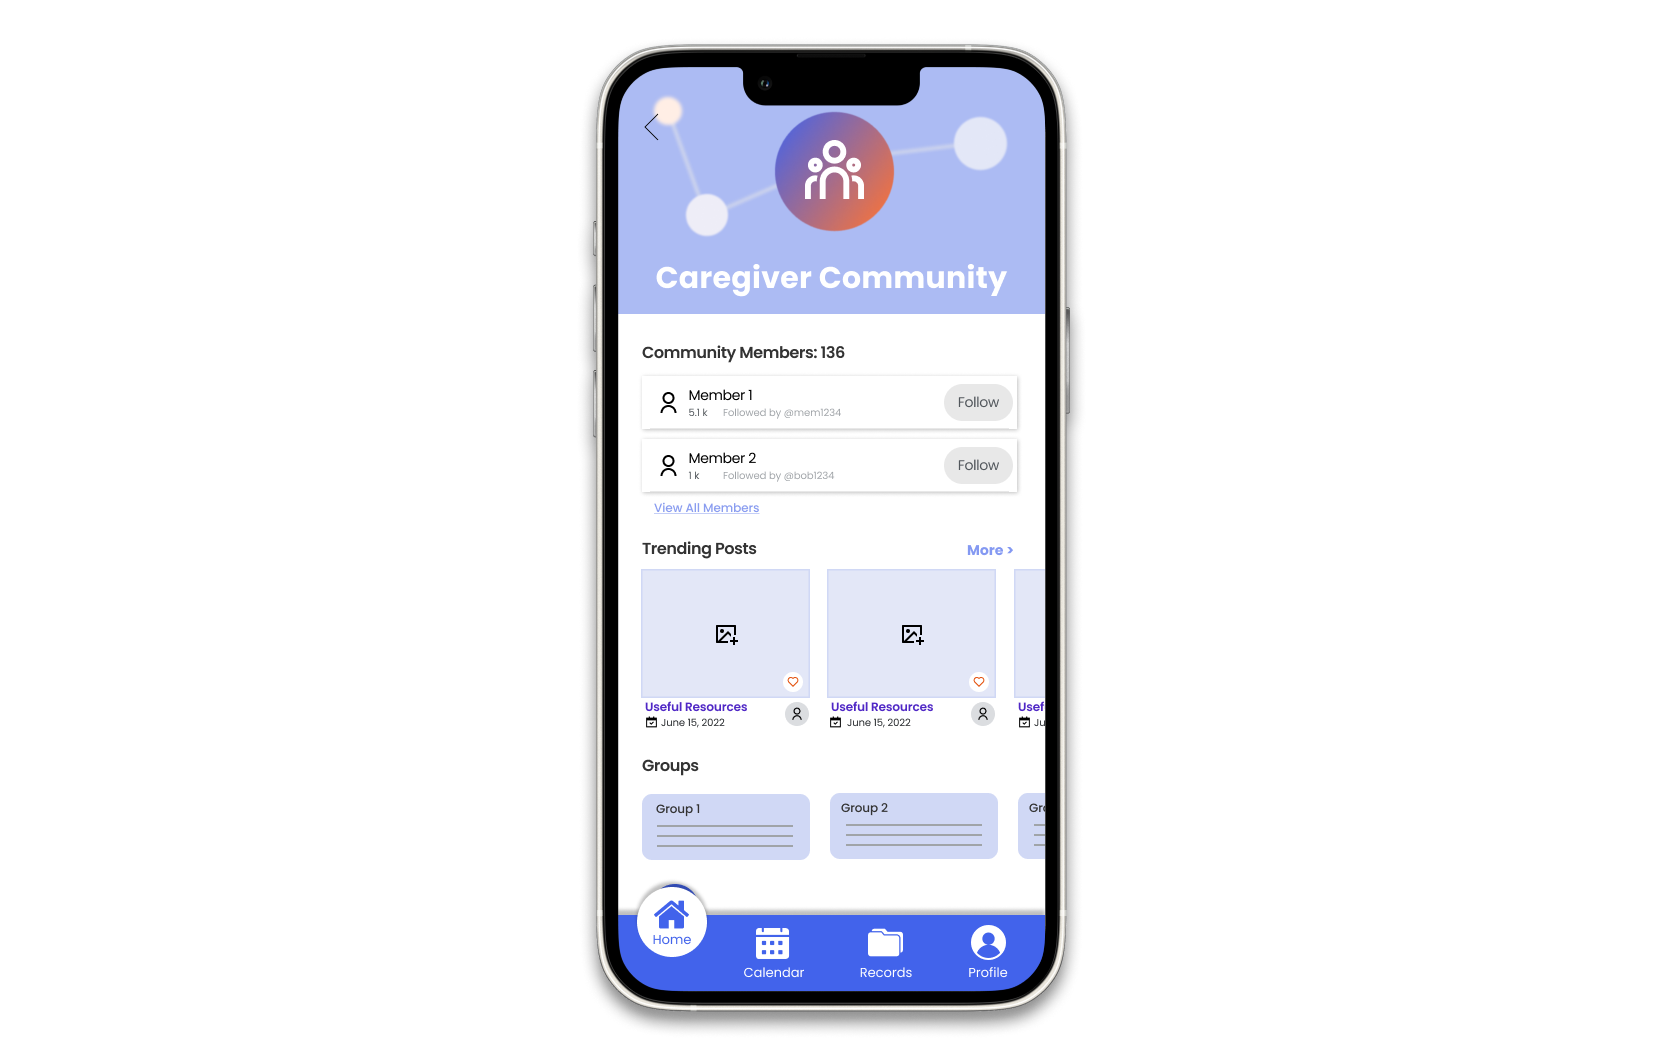 Caregiver Community
Community Members: 136
Member 1
5.1 k Followed by @mem1234
Follow
Member 2
1 k Followed by @bob1234
Follow
View All Members
Trending Posts
More >
Useful Resources
June 15, 2022
Useful Resources
June 15, 2022
Usef
Ju
Groups
Group 1
Group 2
Gro
Home
Calendar
Records
Profile